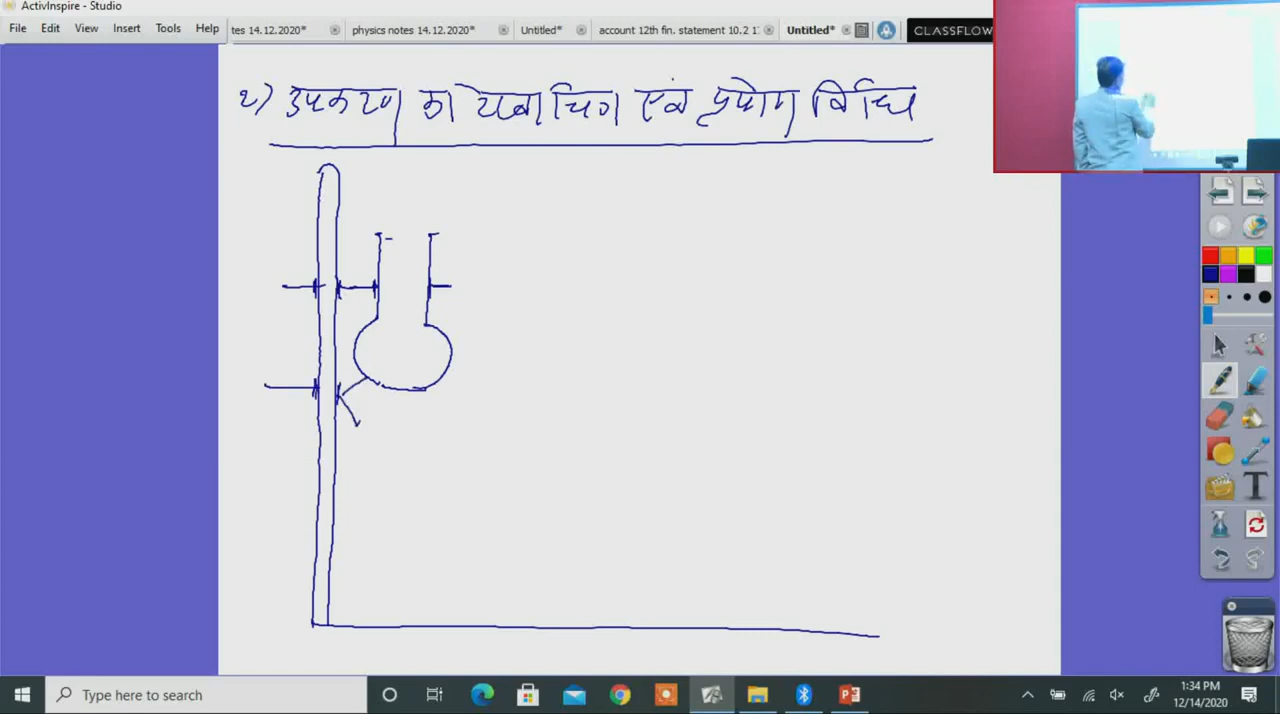 ActivInspire - Studio
File Edit View Insert Tools Help tes 14.12.2020* physics notes 14.12.2020* Untitled* account 12th fin. statement 10.2 1: Untitled* CLASSFLOW
२) उपकरण का रेखाचित्र एवं प्रयोग विधि
T
Type here to search
1:34 PM
12/14/2020